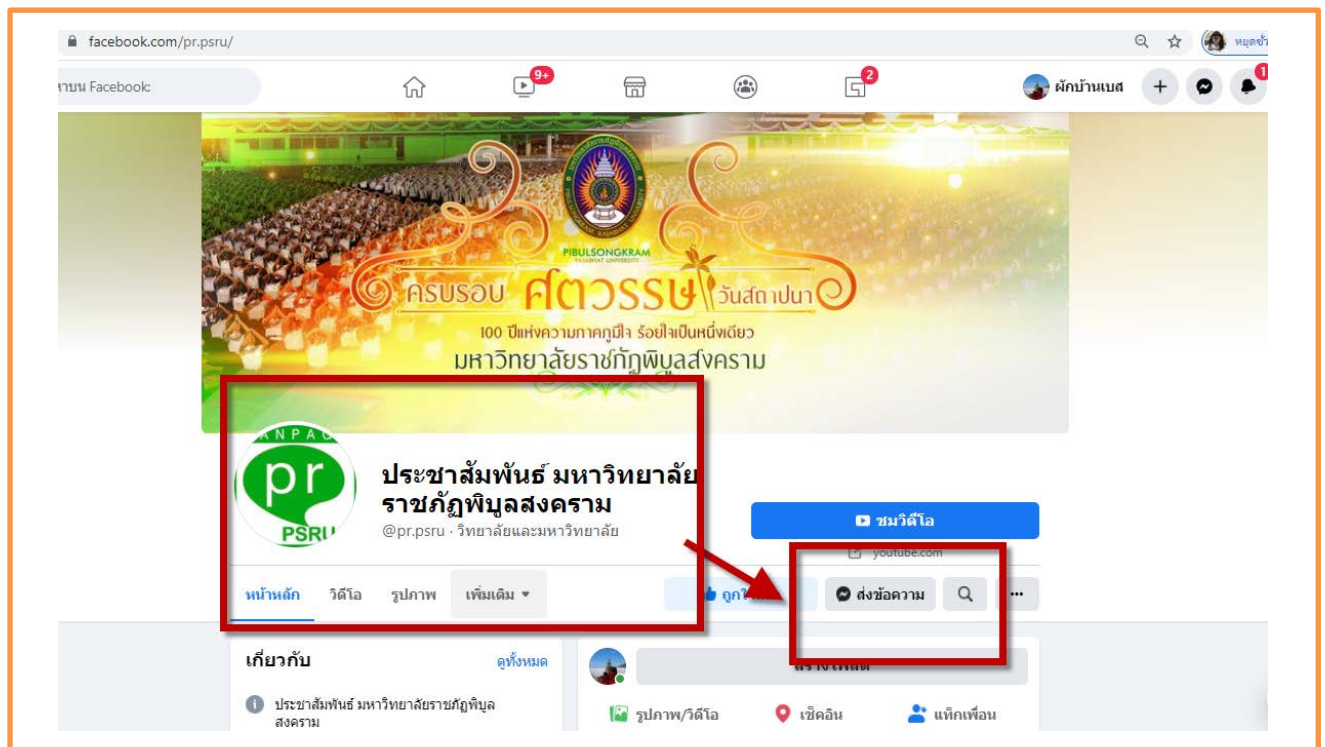 facebook.com/pr.psru/
Facebook
9+
2
ผักบ้านเบส
1
PIBULSONGKRAM
RAJABHAT UNIVERSITY
ครบรอบ ศตวรรษ วันสถาปนา
100 ปีแห่งความภาคภูมิใจ ร้อยใจเป็นหนึ่งเดียว
มหาวิทยาลัยราชภัฏพิบูลสงคราม
pr
PSRU
ประชาสัมพันธ์ มหาวิทยาลัย
ราชภัฏพิบูลสงคราม
@pr.psru · วิทยาลัยและมหาวิทยาลัย
ชมวิดีโอ
youtube.com
หน้าหลัก วิดีโอ รูปภาพ เพิ่มเติม
ส่งข้อความ
เกี่ยวกับ ดูทั้งหมด
ประชาสัมพันธ์ มหาวิทยาลัยราชภัฏพิบูล
สงคราม
รูปภาพ/วิดีโอ เช็คอิน แท็กเพื่อน